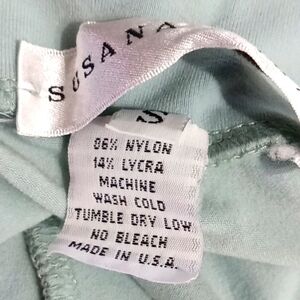 SUSANA
86% NYLON
14% LYCRA
MACHINE
WASH COLD
TUMBLE DRY LOW
NO BLEACH
MADE IN U.S.A.